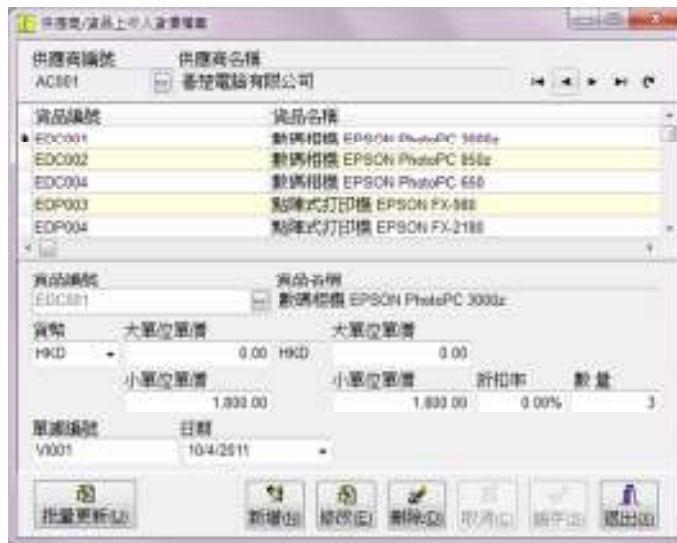 供應商/貨品上次入貨價檔案
供應商編號 供應商名稱
AC001 電腦有限公司
貨品編號 貨品名稱
EDC001 數碼相機 EPSON PhotoPC 3000z
EDC002 數碼相機 EPSON PhotoPC 850z
EDC004 數碼相機 EPSON PhotoPC 650
EDP003 點陣式打印機 EPSON FX-980
EDP004 點陣式打印機 EPSON FX-2180
貨品編號 貨品名稱
EDC001 數碼相機 EPSON PhotoPC 3000z
貨幣 大單位單價 大單位單價
HKD 0.00 HKD 0.00
小單位單價 小單位單價 折扣率 數量
1,800.00 1,800.00 0.00% 3
單據編號 日期
VI001 10/4/2011
批量更新(U) 新增(N) 修改(E) 刪除(D) 取消(C) 儲存(S) 退出(X)